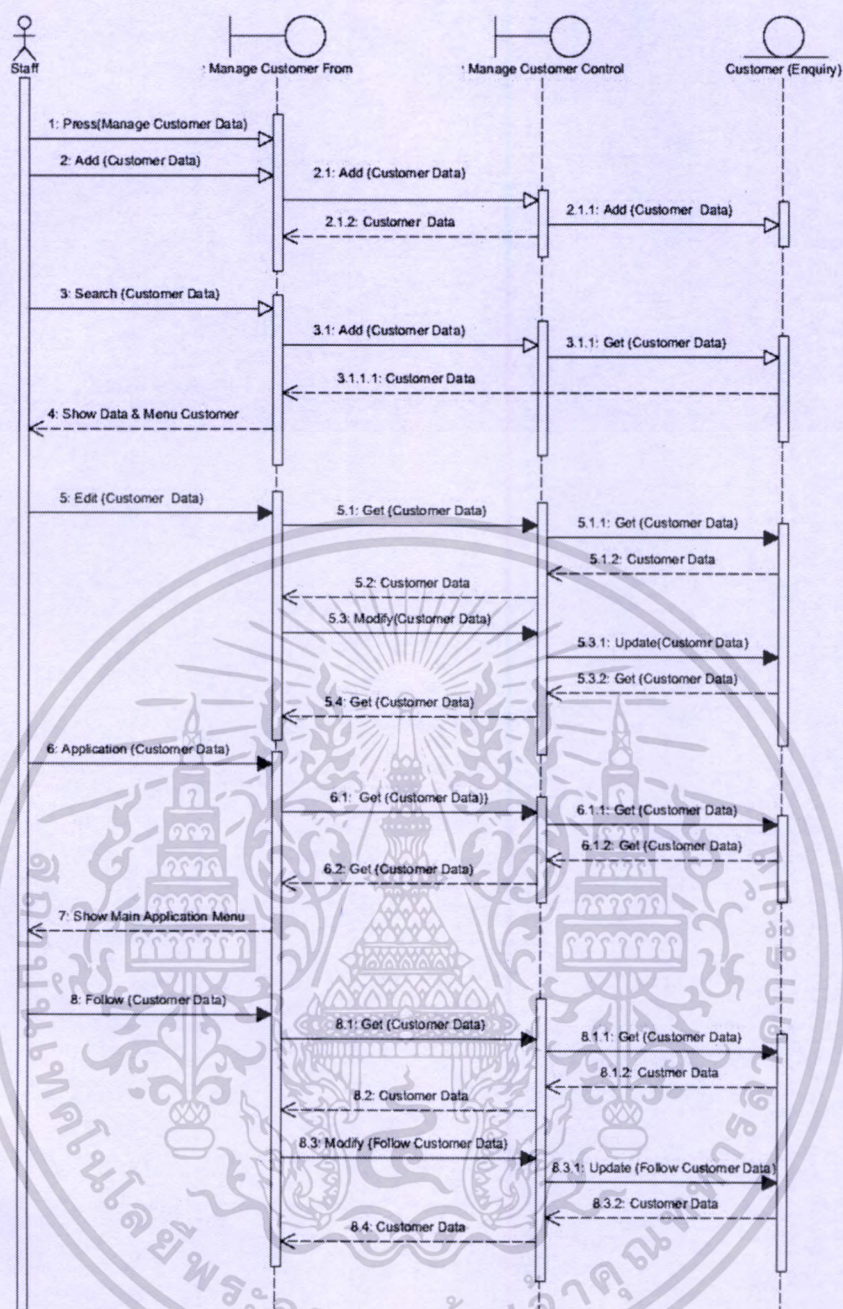 Staff
: Manage Customer From
: Manage Customer Control
Customer {Enquiry}
1: Press(Manage Customer Data)
2: Add {Customer Data}
2.1: Add {Customer Data}
2.1.1: Add {Customer Data}
2.1.2: Customer Data
3: Search {Customer Data}
3.1: Add {Customer Data}
3.1.1: Get {Customer Data}
3.1.1.1: Customer Data
4: Show Data & Menu Customer
5: Edit {Customer Data}
5.1: Get {Customer Data}
5.1.1: Get {Customer Data}
5.1.2: Customer Data
5.2: Customer Data
5.3: Modify{Customer Data}
5.3.1: Update{Customr Data}
5.3.2: Get {Customer Data}
5.4: Get {Customer Data}
6: Application {Customer Data}
6.1: Get {Customer Data}}
6.1.1: Get {Customer Data}
6.1.2: Get {Customer Data}
6.2: Get {Customer Data}
7: Show Main Application Menu
8: Follow {Customer Data}
8.1: Get {Customer Data}
8.1.1: Get {Customer Data}
8.1.2: Custmer Data
8.2: Customer Data
8.3: Modify {Follow Customer Data}
8.3.1: Update {Follow Customer Data}
8.3.2: Customer Data
8.4: Customer Data